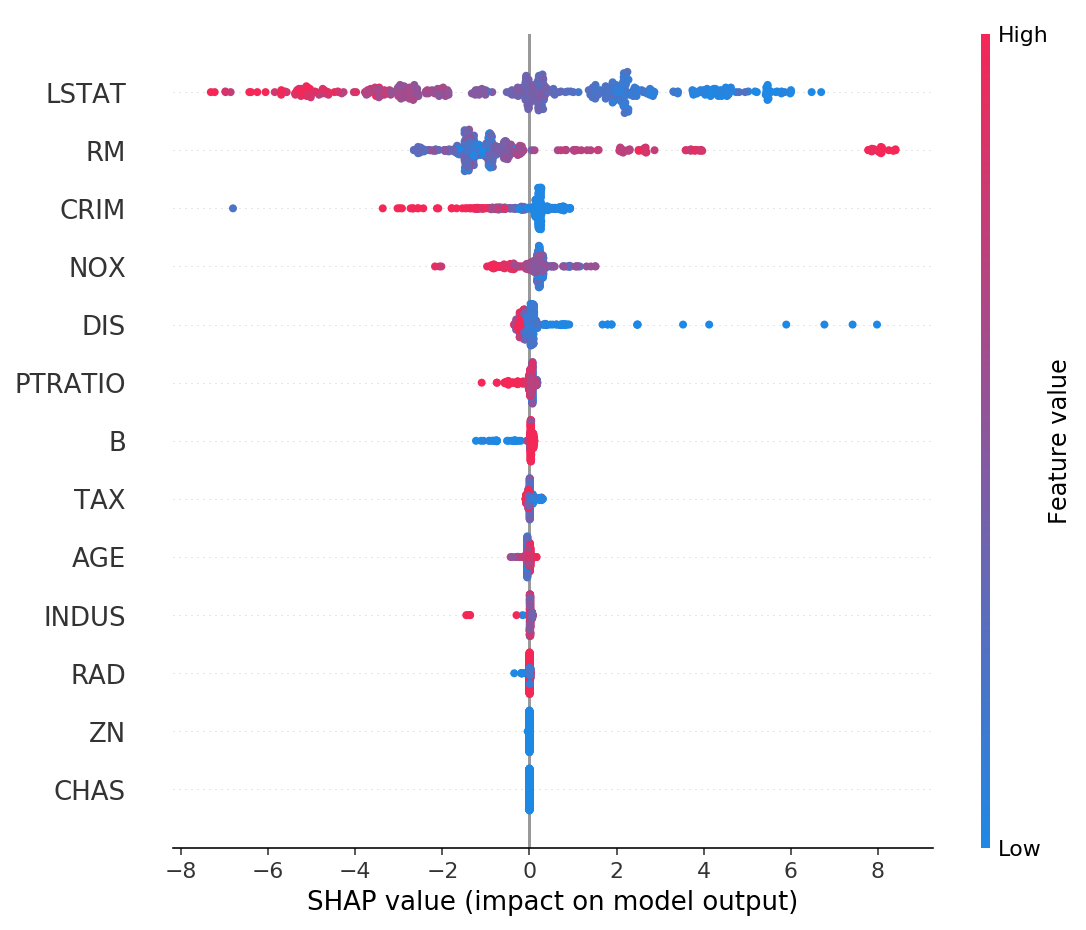 High
LSTAT
RM
CRIM
NOX
DIS
PTRATIO
B
TAX
AGE
INDUS
RAD
ZN
CHAS
Feature value
Low
−8 −6 −4 −2 0 2 4 6 8
SHAP value (impact on model output)